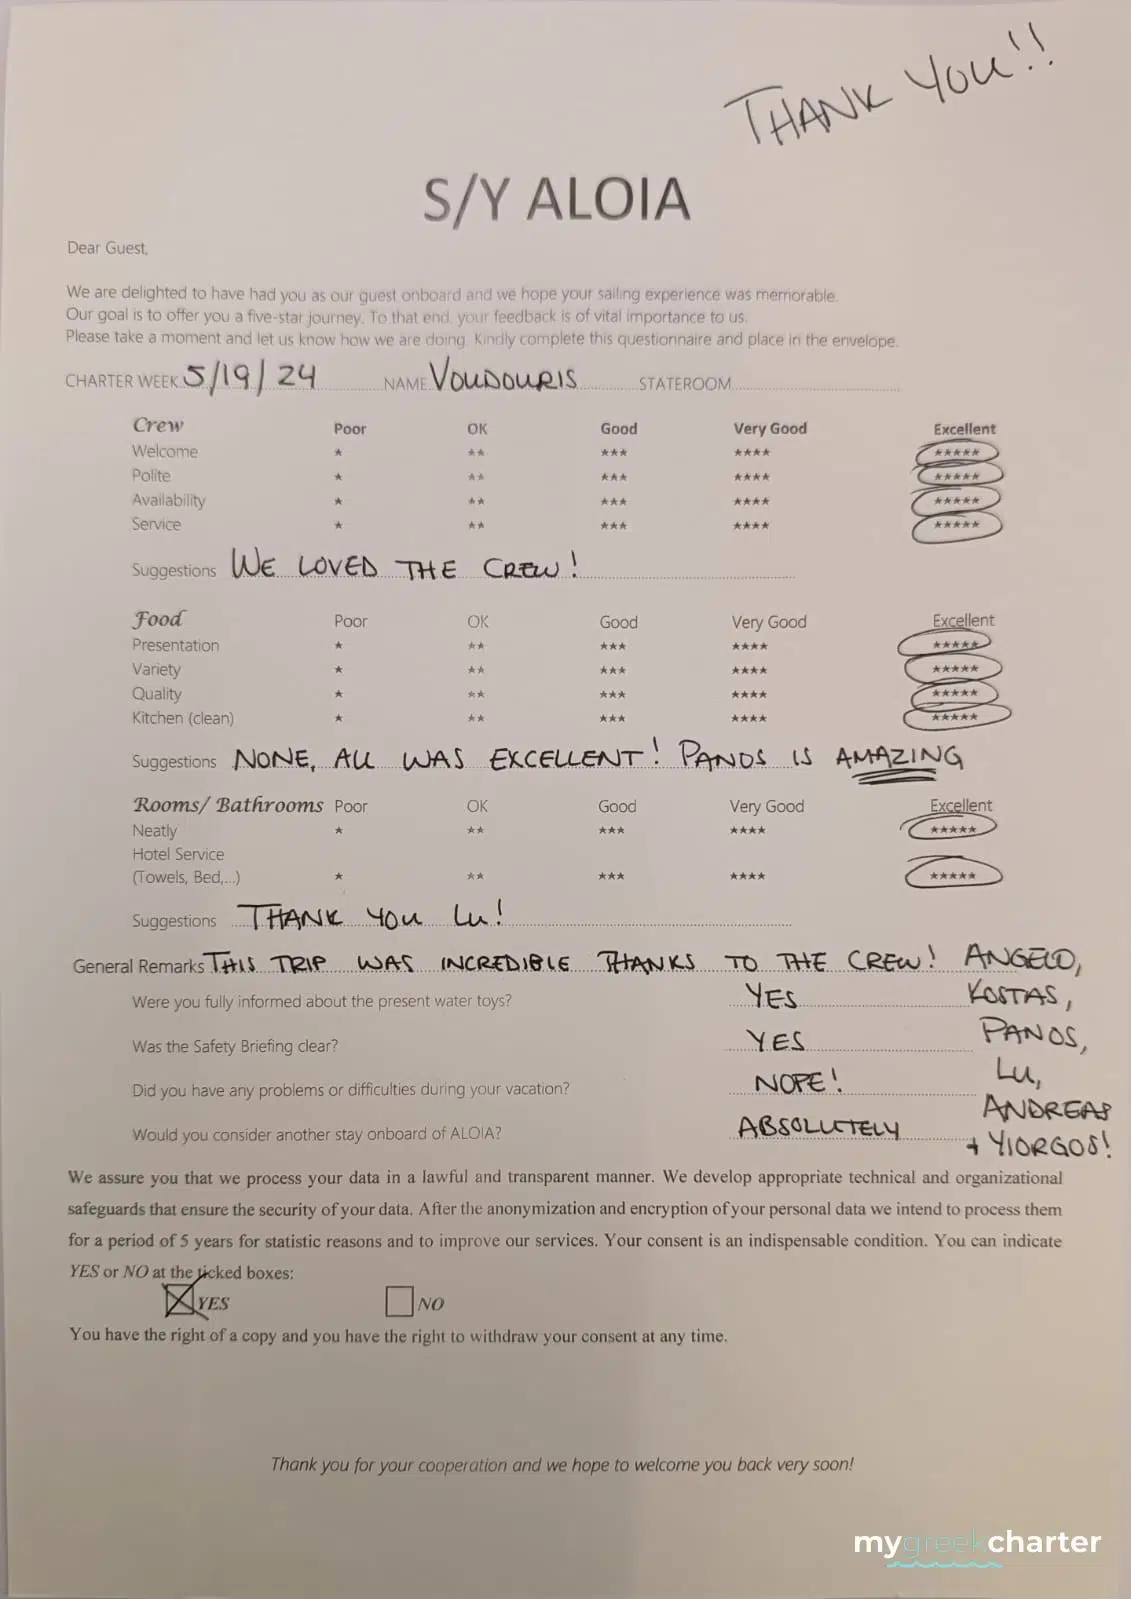 THANK YOU!!
S/Y ALOIA
Dear Guest,
We are delighted to have had you as our guest onboard and we hope your sailing experience was memorable.
Our goal is to offer you a five-star journey. To that end, your feedback is of vital importance to us.
Please take a moment and let us know how we are doing. Kindly complete this questionnaire and place in the envelope.
CHARTER WEEK 5/19/24 NAME VOUDOURIS STATEROOM
Crew Poor OK Good Very Good Excellent
Welcome ★ ★★ ★★★ ★★★★ ★★★★★
Polite ★ ★★ ★★★ ★★★★ ★★★★★
Availability ★ ★★ ★★★ ★★★★ ★★★★★
Service ★ ★★ ★★★ ★★★★ ★★★★★
Suggestions WE LOVED THE CREW!
Food Poor OK Good Very Good Excellent
Presentation ★ ★★ ★★★ ★★★★ ★★★★★
Variety ★ ★★ ★★★ ★★★★ ★★★★★
Quality ★ ★★ ★★★ ★★★★ ★★★★★
Kitchen (clean) ★ ★★ ★★★ ★★★★ ★★★★★
Suggestions NONE, ALL WAS EXCELLENT! PANOS IS AMAZING
Rooms/ Bathrooms Poor OK Good Very Good Excellent
Neatly ★ ★★ ★★★ ★★★★ ★★★★★
Hotel Service
(Towels, Bed,...) ★ ★★ ★★★ ★★★★ ★★★★★
Suggestions THANK YOU LU!
General Remarks THIS TRIP WAS INCREDIBLE THANKS TO THE CREW! ANGELO,
Were you fully informed about the present water toys? YES KOSTAS,
Was the Safety Briefing clear? YES PANOS,
Did you have any problems or difficulties during your vacation? NOPE! LU,
Would you consider another stay onboard of ALOIA? ABSOLUTELY ANDREAS
+ YIORGOS!
We assure you that we process your data in a lawful and transparent manner. We develop appropriate technical and organizational
safeguards that ensure the security of your data. After the anonymization and encryption of your personal data we intend to process them
for a period of 5 years for statistic reasons and to improve our services. Your consent is an indispensable condition. You can indicate
YES or NO at the ticked boxes:
YES NO
You have the right of a copy and you have the right to withdraw your consent at any time.
Thank you for your cooperation and we hope to welcome you back very soon!
mygreekcharter